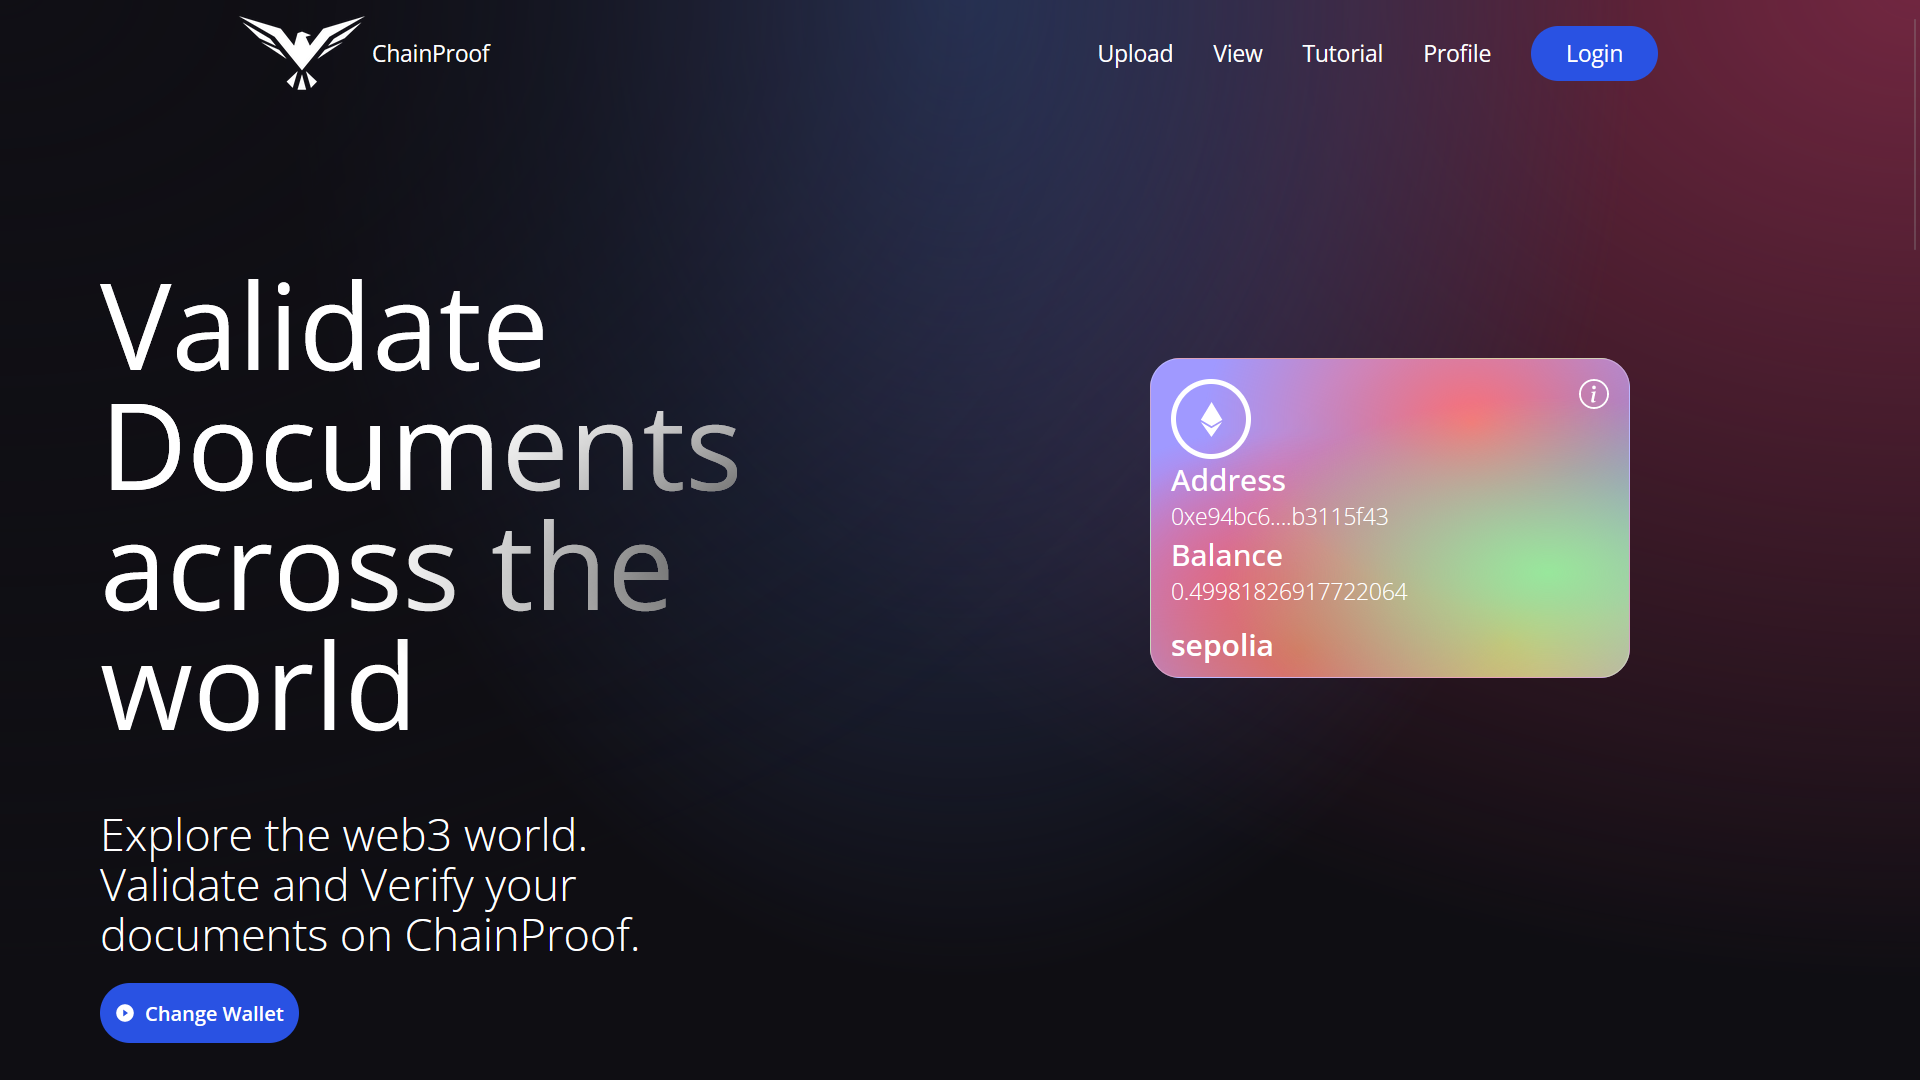 ChainProof
Upload
View
Tutorial
Profile
Login
Validate
Documents
across the
world
Address
0xe94bc6....b3115f43
Balance
0.49981826917722064
sepolia
Explore the web3 world.
Validate and Verify your
documents on ChainProof.
Change Wallet